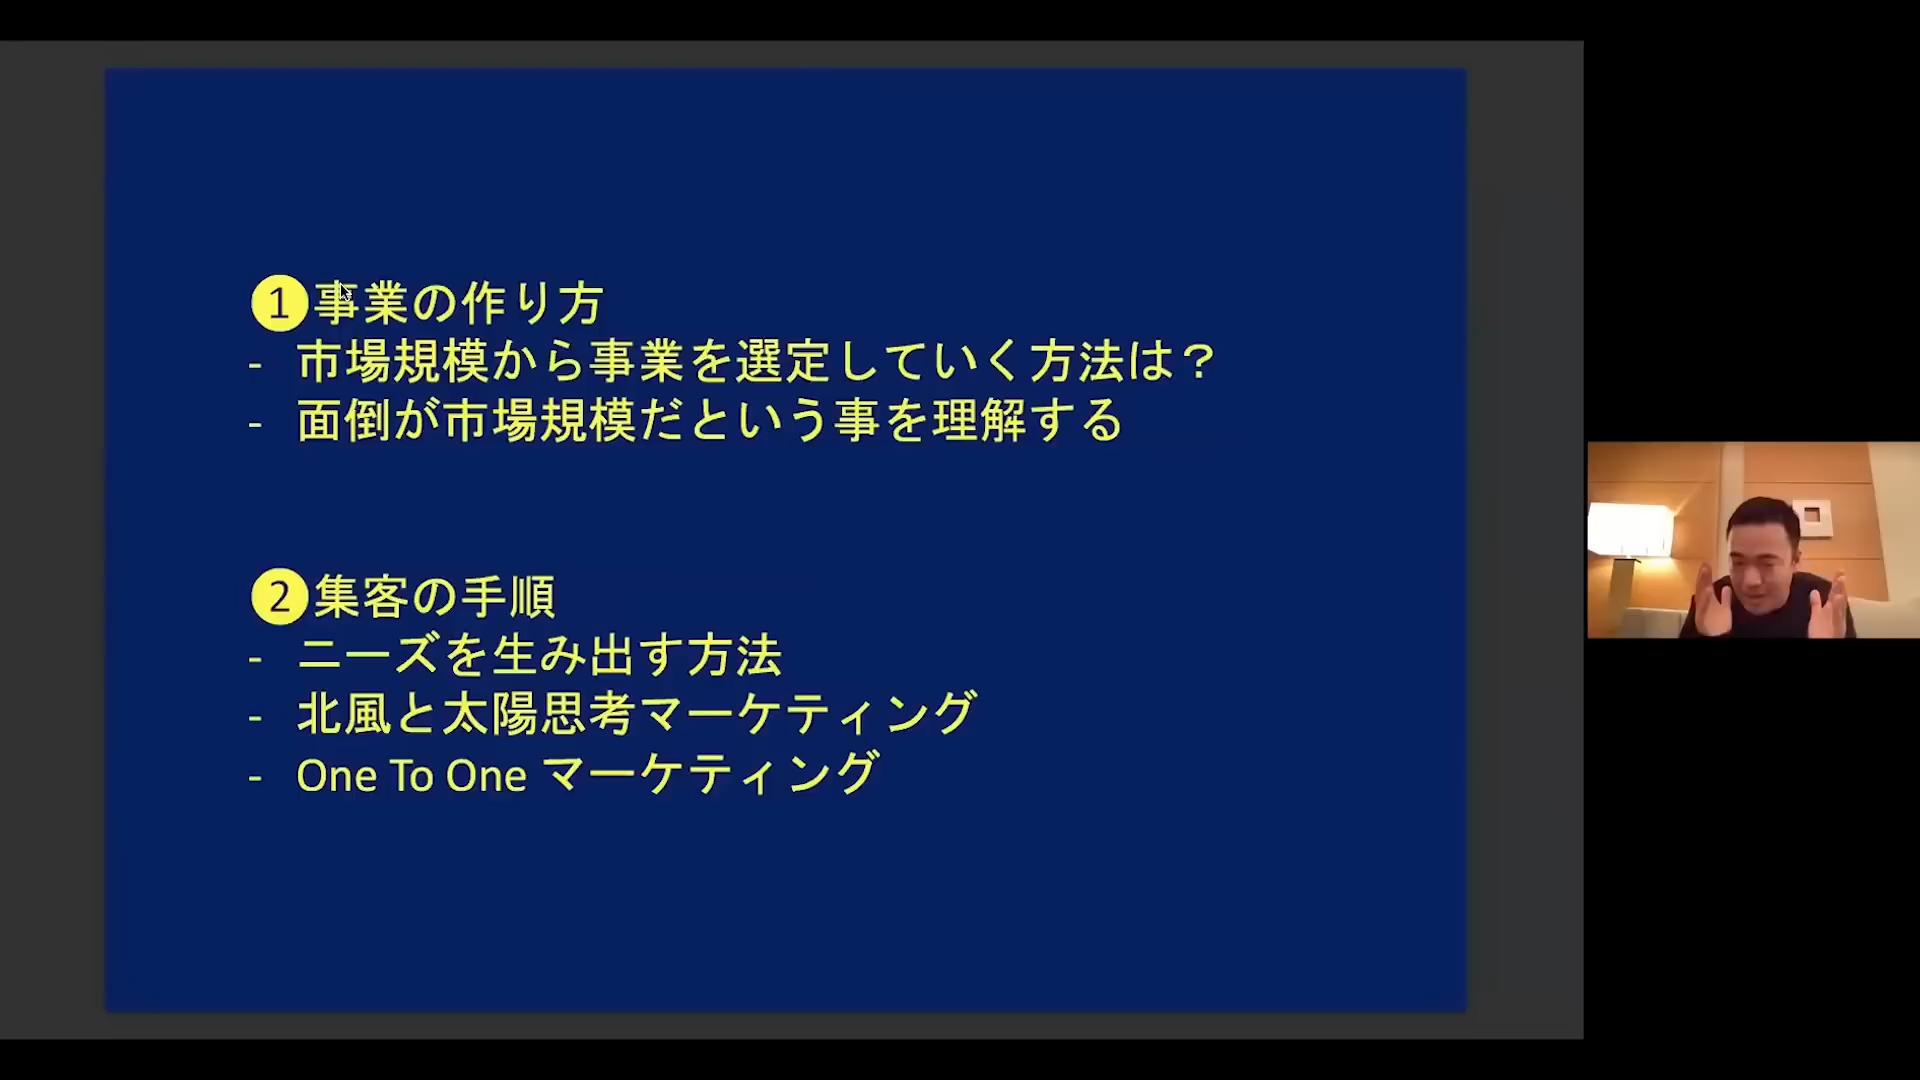 ❶事業の作り方
- 市場規模から事業を選定していく方法は？
- 面倒が市場規模だという事を理解する
❷集客の手順
- ニーズを生み出す方法
- 北風と太陽思考マーケティング
- One To One マーケティング